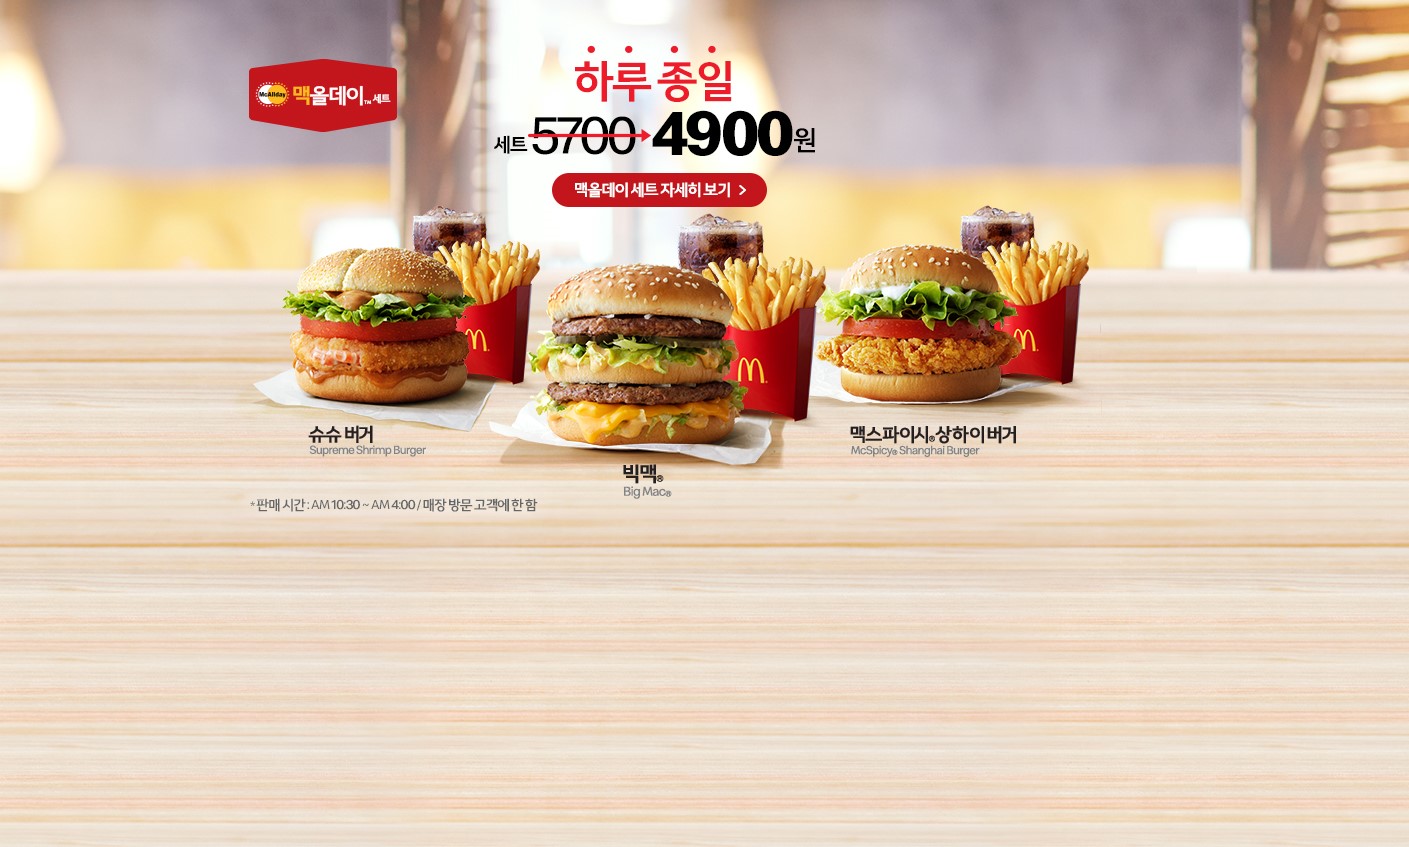 McAllday 맥올데이™ 세트
하루 종일
세트 5700 4900원
맥올데이 세트 자세히 보기 >
슈슈 버거
Supreme Shrimp Burger
맥스파이시® 상하이 버거
McSpicy® Shanghai Burger
빅맥®
Big Mac®
* 판매 시간 : AM 10:30 ~ AM 4:00 / 매장 방문 고객에 한 함